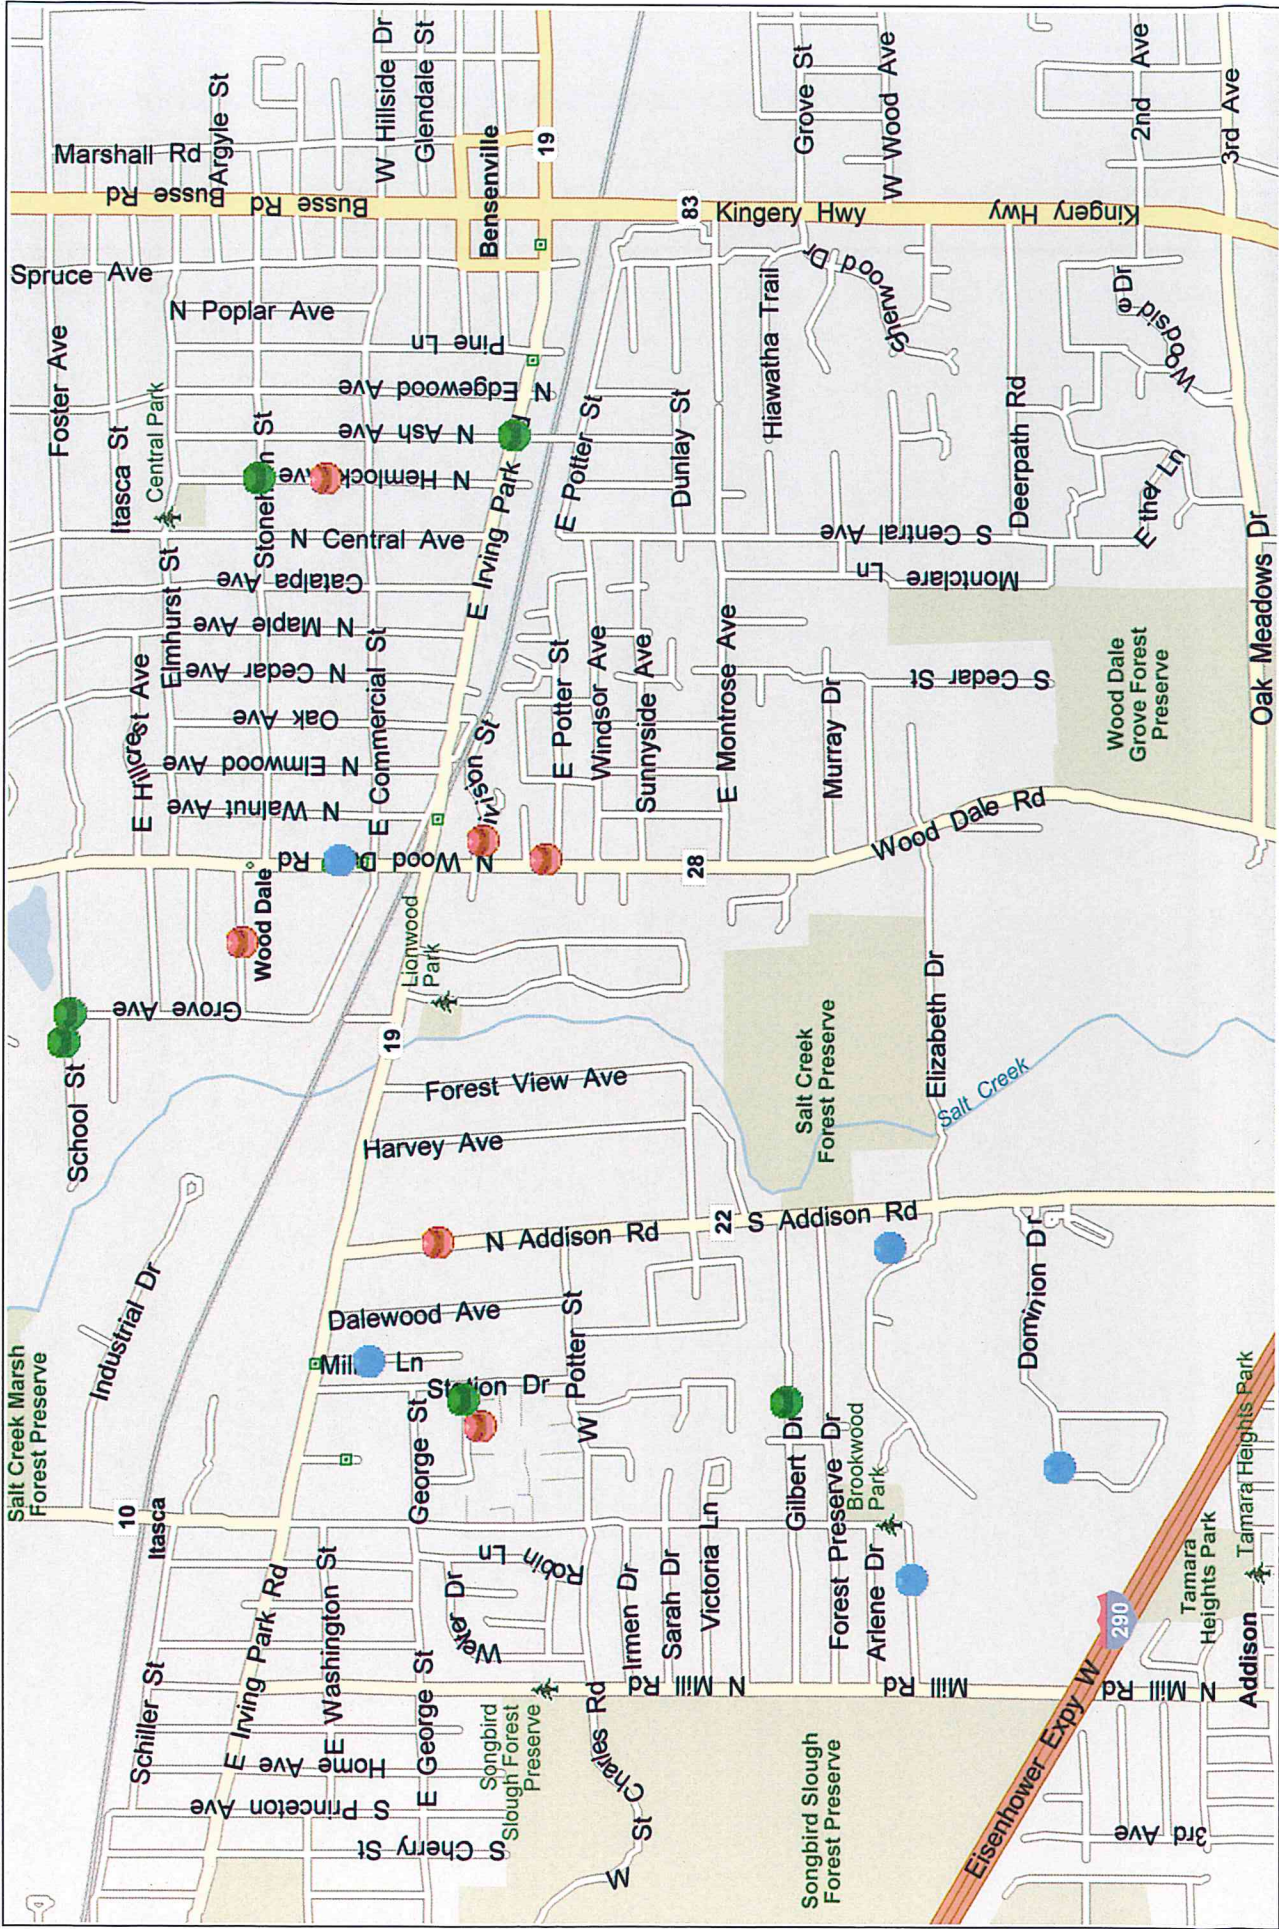 Marshall Rd
Argyle St
W Hillside Dr
Glendale St
19
Grove St
W Wood Ave
2nd Ave
3rd Ave
Busse Rd
Busse Rd
Busse Rd
Bensenville
83
Kingery Hwy
Kingery Hwy
Spruce Ave
N Poplar Ave
Pine Ln
N Edgewood Ave
N Ash Ave
N Hemlock Ave
Hiawatha Trail
Sherwood Dr
Woodside Dr
Foster Ave
Itasca St
Central Park
E Irving Park
E Potter St
Dunlay St
Deerpath Rd
Ethel Ln
N Central Ave
S Central Ave
Catalpa Ave
Montclare Ln
Elmhurst St
N Maple Ave
N Cedar Ave
S Cedar St
E Hillcrest Ave
Oak Ave
N Elmwood Ave
N Walnut Ave
E Commercial St
E Potter St
Windsor Ave
Sunnyside Ave
E Montrose Ave
Murray Dr
Wood Dale
Grove Forest
Preserve
Oak Meadows Dr
N Wood
Rd
28
Wood Dale Rd
Wood Dale
Lionwood
Park
Grove Ave
School St
19
Forest View Ave
Harvey Ave
Salt Creek
Forest Preserve
Elizabeth Dr
Salt Creek
N Addison Rd
22
S Addison Rd
Industrial Dr
Dalewood Ave
Ln
Station Dr
W Potter St
Dominion Dr
Salt Creek Marsh
Forest Preserve
George St
Gilbert Dr
Forest Preserve Dr
Brookwood
Park
10
Itasca
Robin Ln
Irmen Dr
Sarah Dr
Victoria Ln
Arlene Dr
290
Tamara
Heights Park
Tamara Heights Park
Addison
Schiller St
E Irving Park Rd
E Washington St
E George St
N Mill Rd
Mill Rd
N Mill Rd
Home Ave
S Princeton Ave
S Cherry St
Songbird
Slough Forest
Preserve
W St Charles Rd
Songbird Slough
Forest Preserve
Eisenhower Expy W
3rd Ave